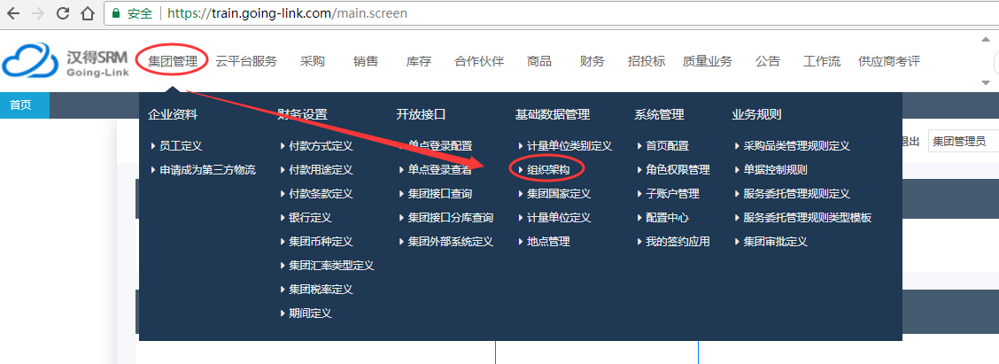 安全 https://train.going-link.com/main.screen
汉得SRM
Going-Link
集团管理 云平台服务 采购 销售 库存 合作伙伴 商品 财务 招投标 质量业务 公告 工作流 供应商考评
首页
退出 集团管理员
企业资料
员工定义
申请成为第三方物流
财务设置
付款方式定义
付款用途定义
付款条款定义
银行定义
集团币种定义
集团汇率类型定义
集团税率定义
期间定义
开放接口
单点登录配置
单点登录查看
集团接口查询
集团接口分库查询
集团外部系统定义
基础数据管理
计量单位类别定义
组织架构
集团国家定义
计量单位定义
地点管理
系统管理
首页配置
角色权限管理
子账户管理
配置中心
我的签约应用
业务规则
采购品类管理规则定义
单据控制规则
服务委托管理规则定义
服务委托管理规则类型模板
集团审批定义